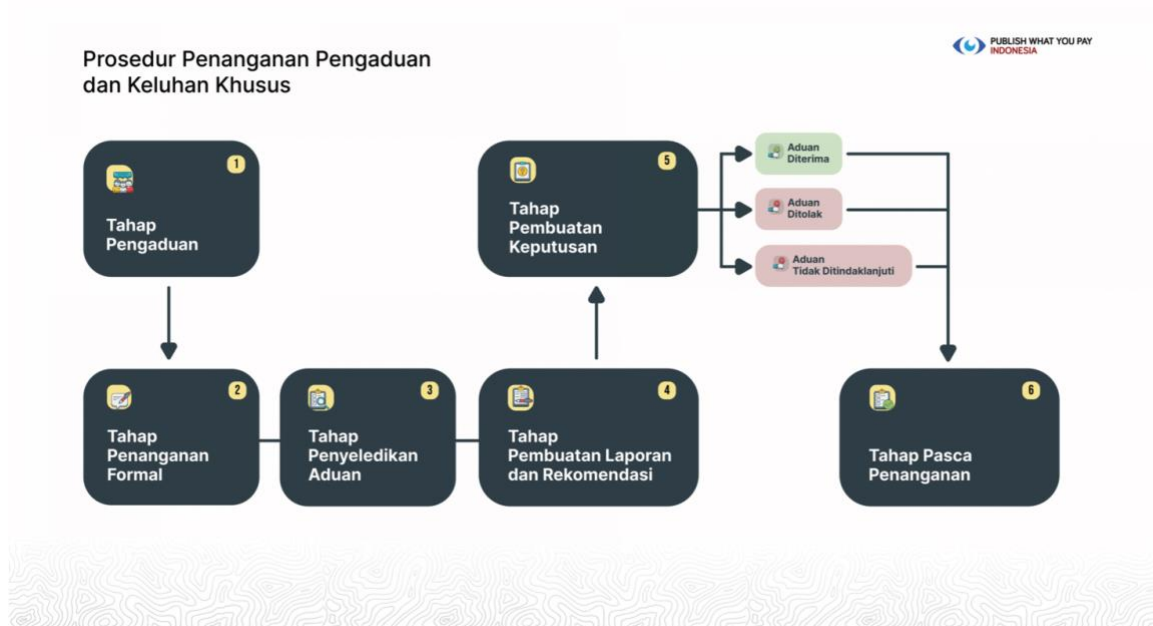 Prosedur Penanganan Pengaduan
dan Keluhan Khusus
PUBLISH WHAT YOU PAY
INDONESIA
1
Tahap
Pengaduan
2
Tahap
Penanganan
Formal
3
Tahap
Penyeledikan
Aduan
4
Tahap
Pembuatan Laporan
dan Rekomendasi
5
Tahap
Pembuatan
Keputusan
Aduan
Diterima
Aduan
Ditolak
Aduan
Tidak Ditindaklanjuti
6
Tahap Pasca
Penanganan